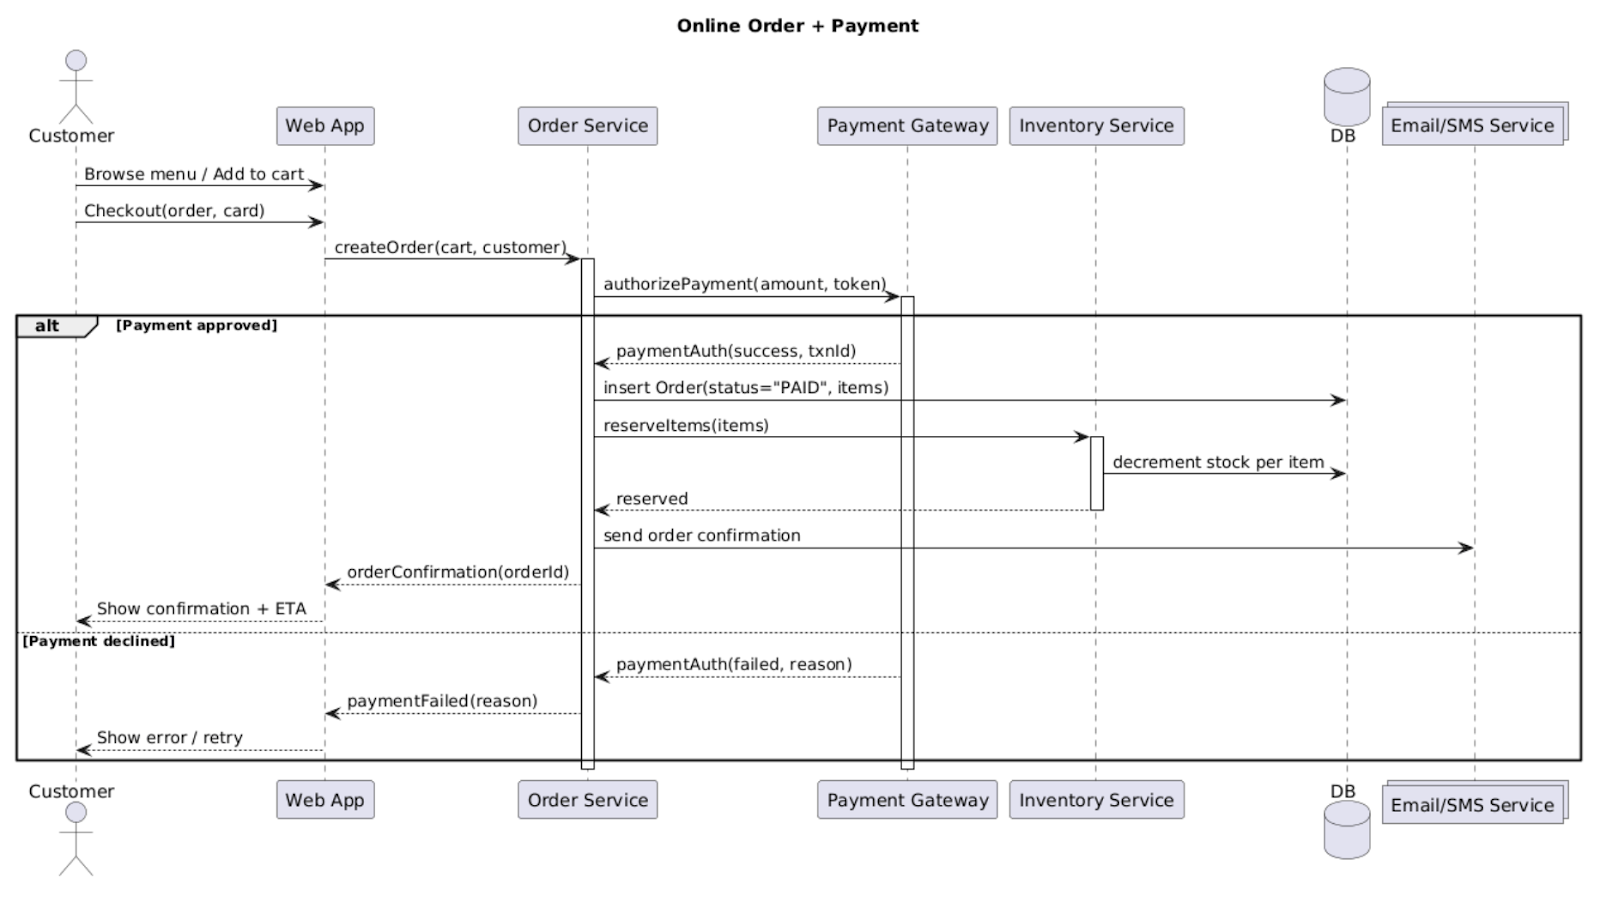 Online Order + Payment
Customer
Web App
Order Service
Payment Gateway
Inventory Service
DB
Email/SMS Service
Browse menu / Add to cart
Checkout(order, card)
createOrder(cart, customer)
authorizePayment(amount, token)
alt [Payment approved]
paymentAuth(success, txnId)
insert Order(status="PAID", items)
reserveItems(items)
decrement stock per item
reserved
send order confirmation
orderConfirmation(orderId)
Show confirmation + ETA
[Payment declined]
paymentAuth(failed, reason)
paymentFailed(reason)
Show error / retry
Customer
Web App
Order Service
Payment Gateway
Inventory Service
DB
Email/SMS Service